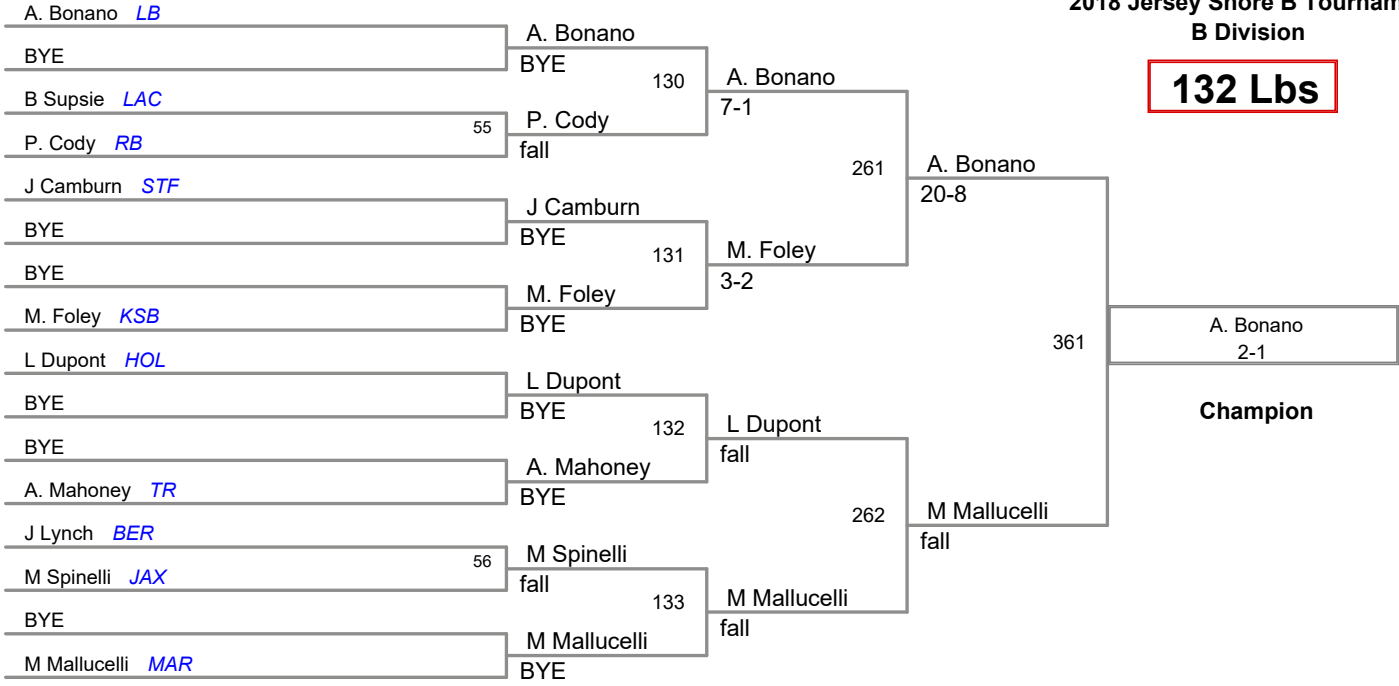 2018 Jersey Shore B Tournam
B Division
132 Lbs
A. Bonano LB
BYE
B Supsie LAC
P. Cody RB
J Camburn STF
BYE
BYE
M. Foley KSB
L Dupont HOL
BYE
BYE
A. Mahoney TR
J Lynch BER
M Spinelli JAX
BYE
M Mallucelli MAR
55
56
A. Bonano
BYE
P. Cody
fall
J Camburn
BYE
M. Foley
BYE
L Dupont
BYE
A. Mahoney
BYE
M Spinelli
fall
M Mallucelli
BYE
130
131
132
133
A. Bonano
7-1
M. Foley
3-2
L Dupont
fall
M Mallucelli
fall
261
262
A. Bonano
20-8
M Mallucelli
fall
361
A. Bonano
2-1
Champion